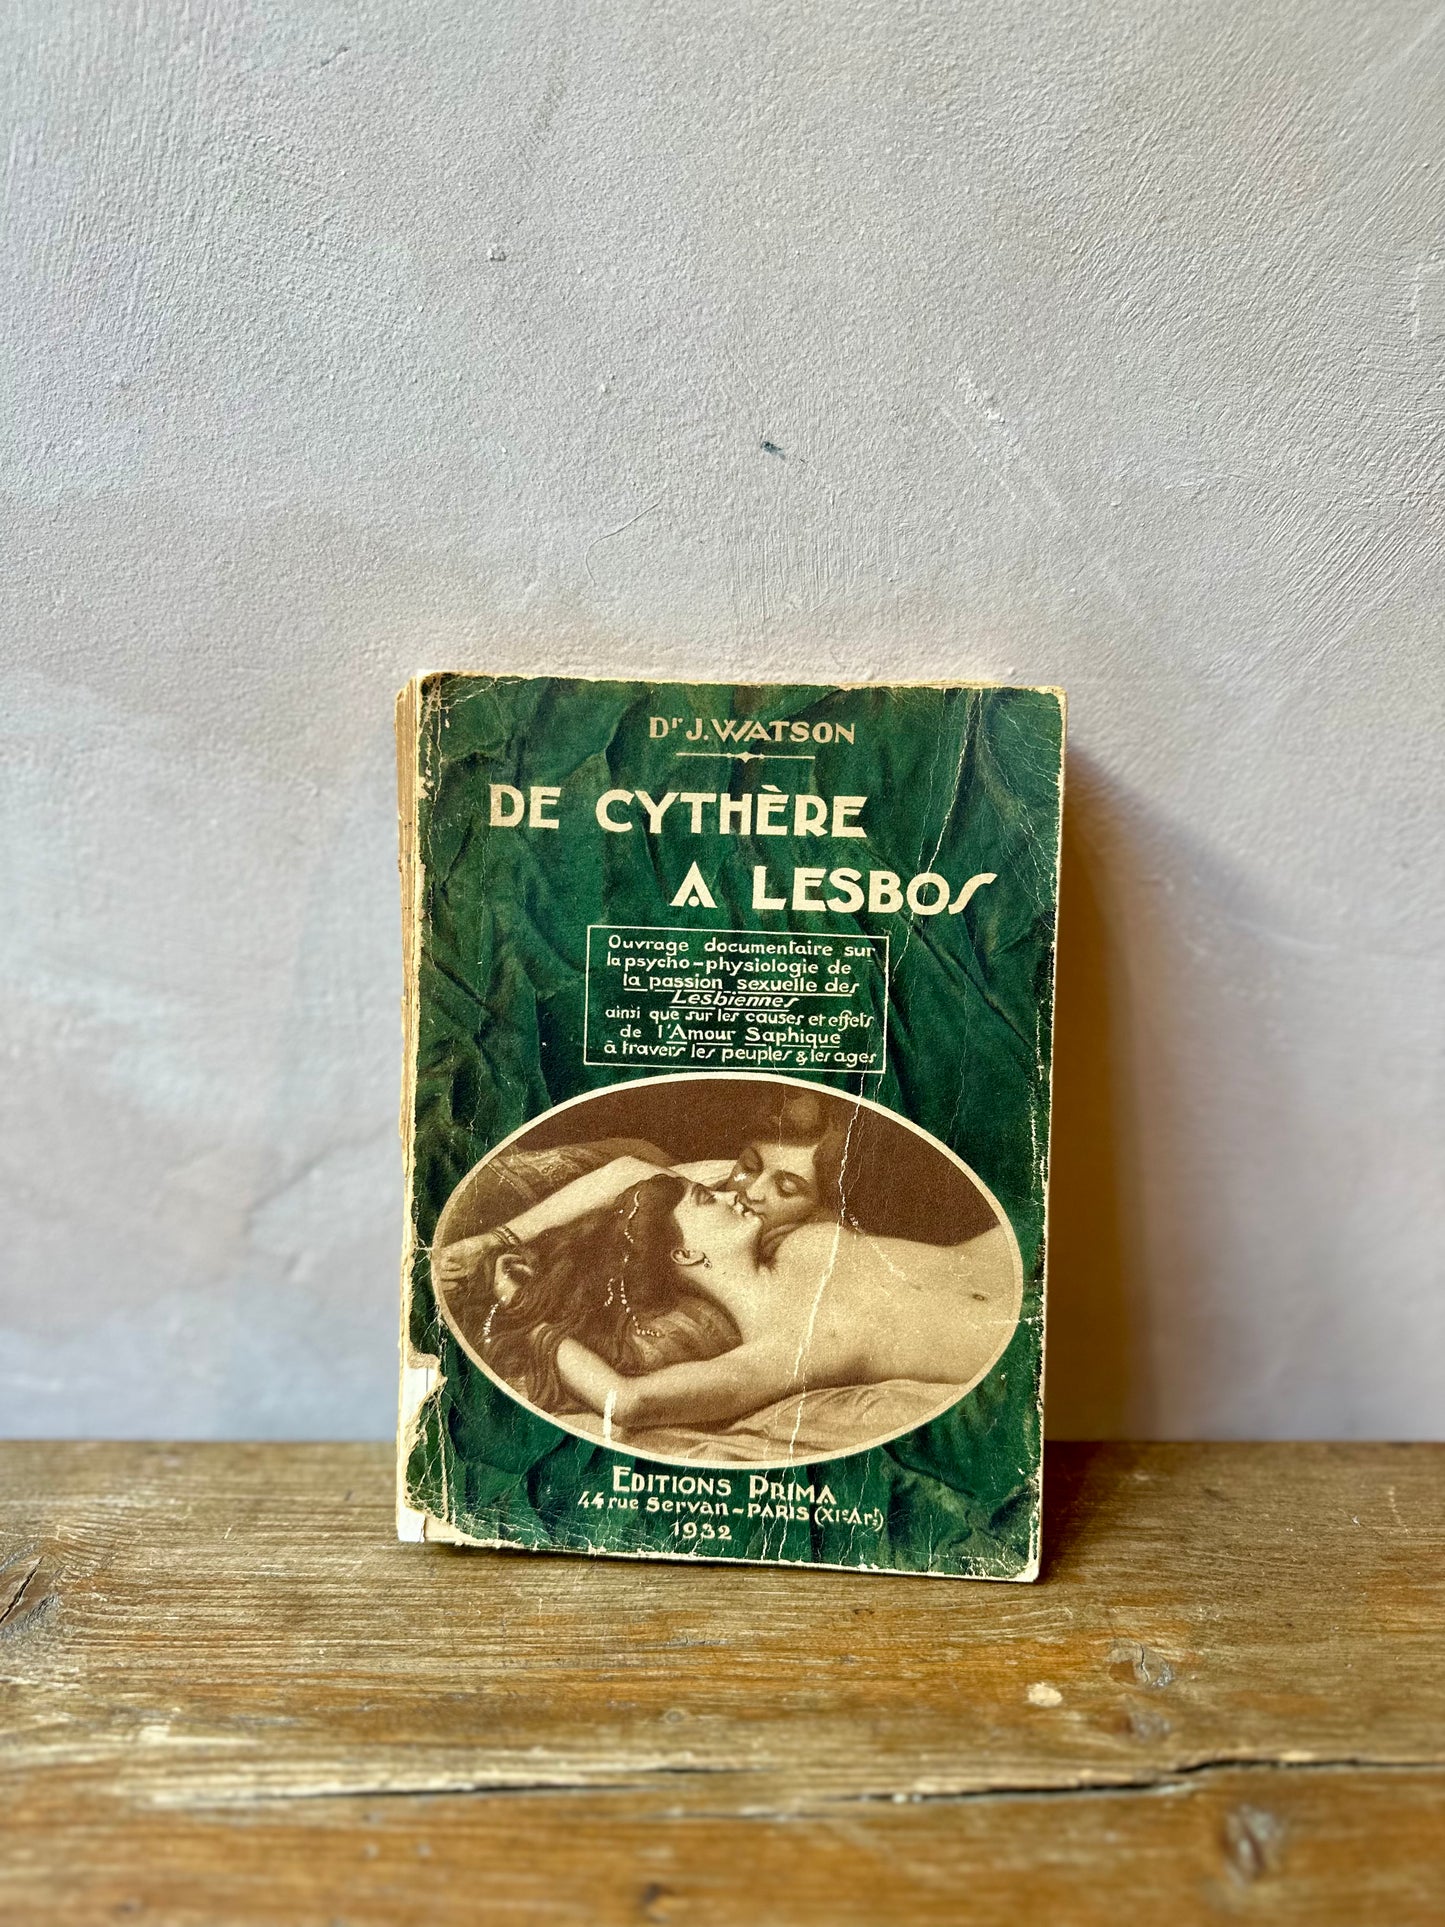 Dr J. WATSON
DE CYTHÈRE
A LESBOS
Ouvrage documentaire sur
la psycho-physiologie de
la passion sexuelle des
Lesbiennes
ainsi que sur les causes et effets
de l'Amour Saphique
à travers les peuples & les ages
EDITIONS PRIMA
44 rue Servan - PARIS (XIe Arr)
1932